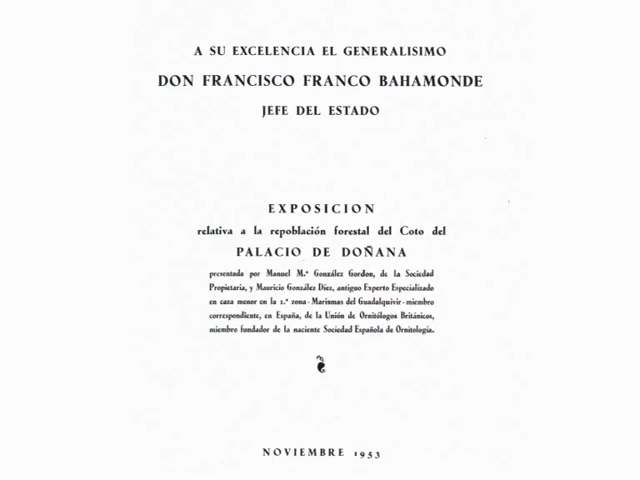 A SU EXCELENCIA EL GENERALISIMO
DON FRANCISCO FRANCO BAHAMONDE
JEFE DEL ESTADO
EXPOSICION
relativa a la repoblación forestal del Coto del
PALACIO DE DOÑANA
presentada por Manuel M.ª González Gordon, de la Sociedad
Propietaria, y Mauricio González Díez, antiguo Experto Especializado
en caza menor en la 2.ª zona - Marismas del Guadalquivir - miembro
correspondiente, en España, de la Unión de Ornitólogos Británicos,
miembro fundador de la naciente Sociedad Española de Ornitología.
NOVIEMBRE 1953